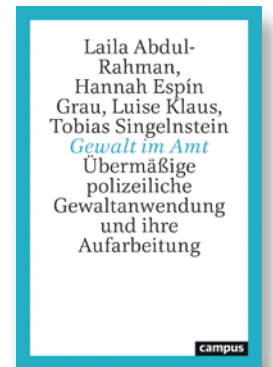 Laila Abdul-
Rahman,
Hannah Espín
Grau, Luise Klaus,
Tobias Singelnstein
Gewalt im Amt
Übermäßige
polizeiliche
Gewaltanwendung
und ihre
Aufarbeitung
campus